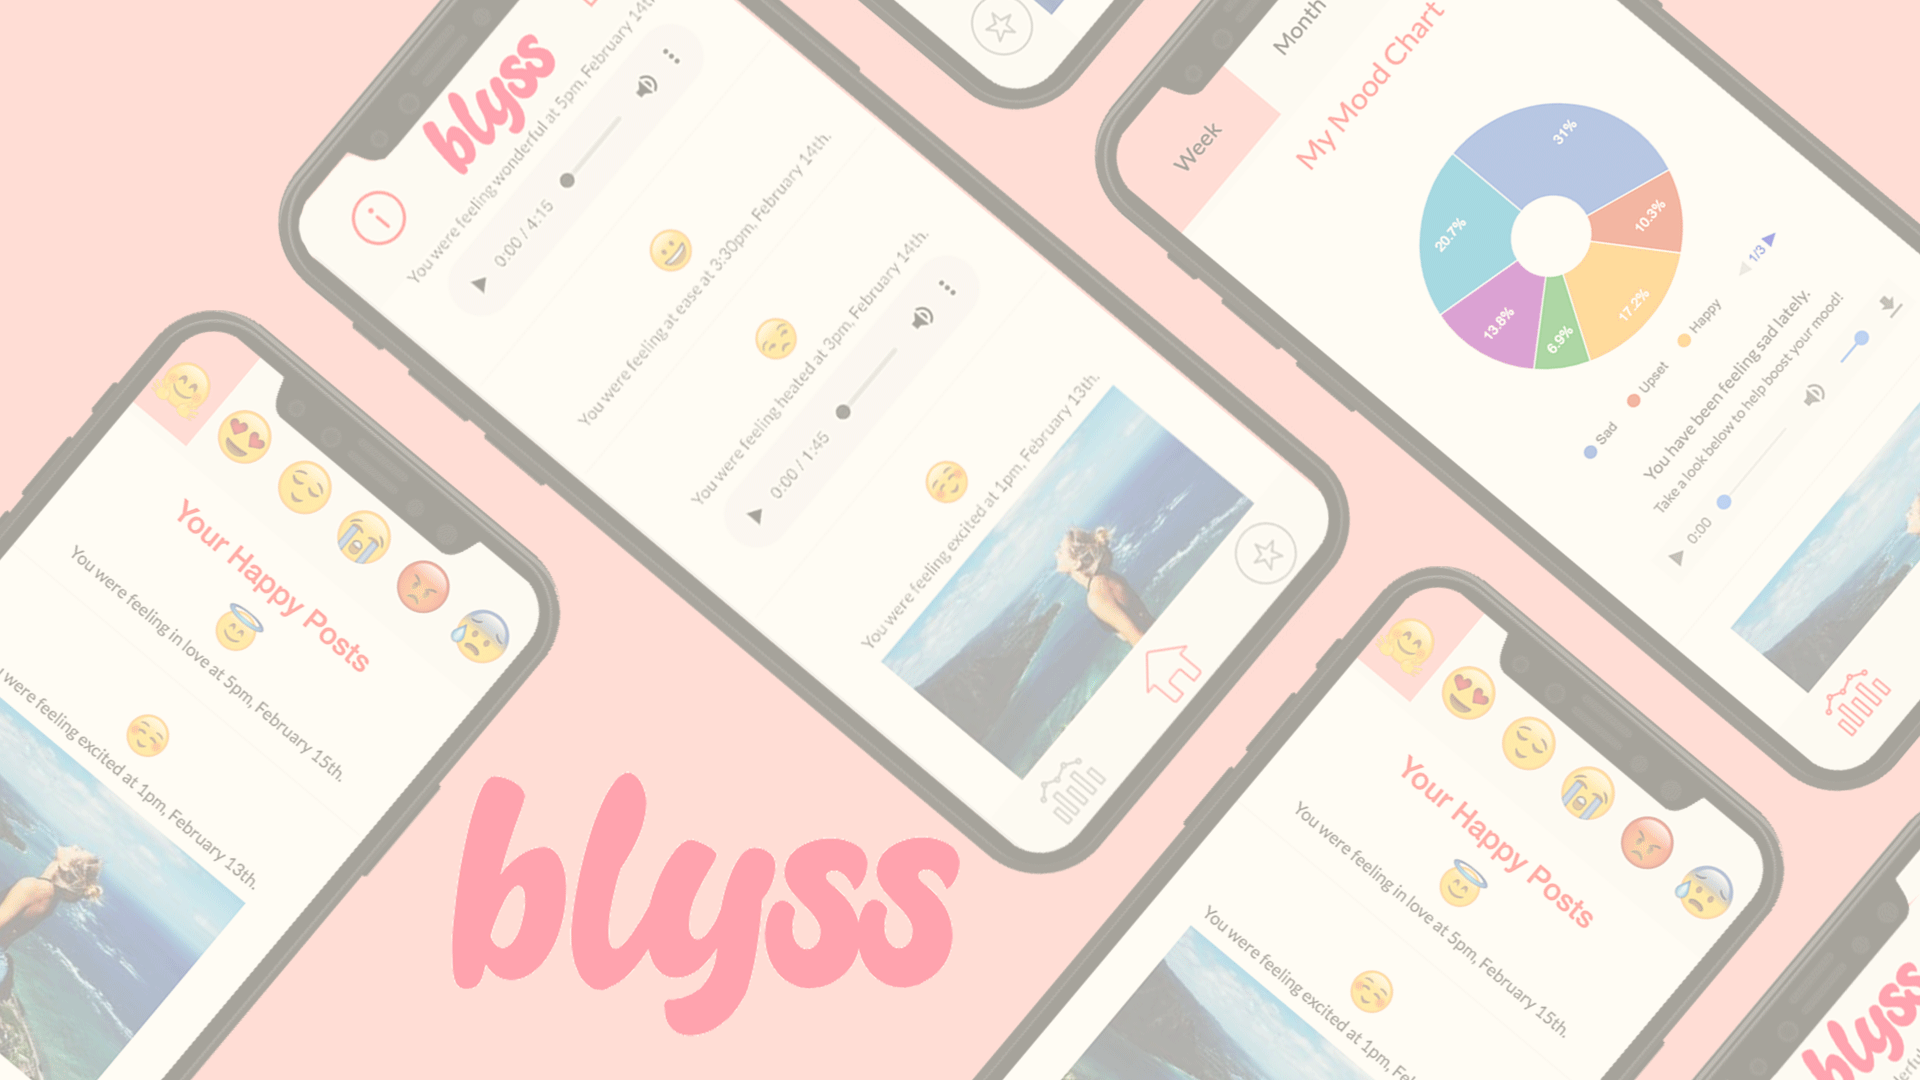 blyss
You were feeling wonderful at 5pm, February 14th.
0:00 / 4:15
You were feeling at ease at 3:30pm, February 14th.
You were feeling heated at 3pm, February 14th.
0:00 / 1:45
You were feeling excited at 1pm, February 13th.
Week
Month
My Mood Chart
31%
10.3%
17.2%
6.9%
13.8%
20.7%
Sad
Upset
Happy
1/3
You have been feeling sad lately.
Take a look below to help boost your mood!
0:00
Your Happy Posts
You were feeling in love at 5pm, February 15th.
were feeling excited at 1pm, February 13th.
blyss
Your Happy Posts
You were feeling in love at 5pm, February 15th.
You were feeling excited at 1pm,
blyss